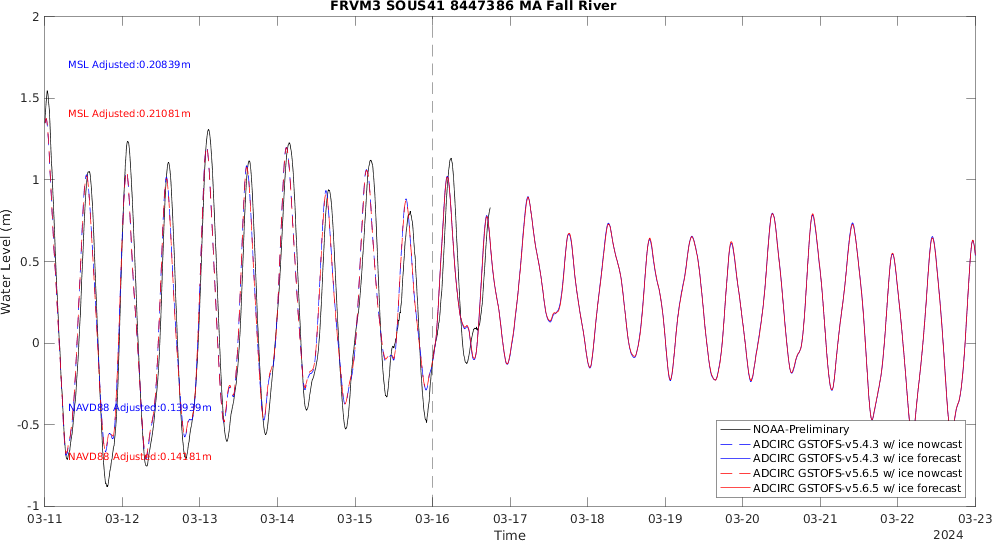 FRVM3 SOUS41 8447386 MA Fall River
Water Level (m)
2
1.5
1
0.5
0
-0.5
-1
MSL Adjusted:0.20839m
MSL Adjusted:0.21081m
NAVD88 Adjusted:0.13939m
NAVD88 Adjusted:0.14181m
NOAA-Preliminary
ADCIRC GSTOFS-v5.4.3 w/ ice nowcast
ADCIRC GSTOFS-v5.4.3 w/ ice forecast
ADCIRC GSTOFS-v5.6.5 w/ ice nowcast
ADCIRC GSTOFS-v5.6.5 w/ ice forecast
03-11 03-12 03-13 03-14 03-15 03-16 03-17 03-18 03-19 03-20 03-21 03-22 03-23
Time
2024